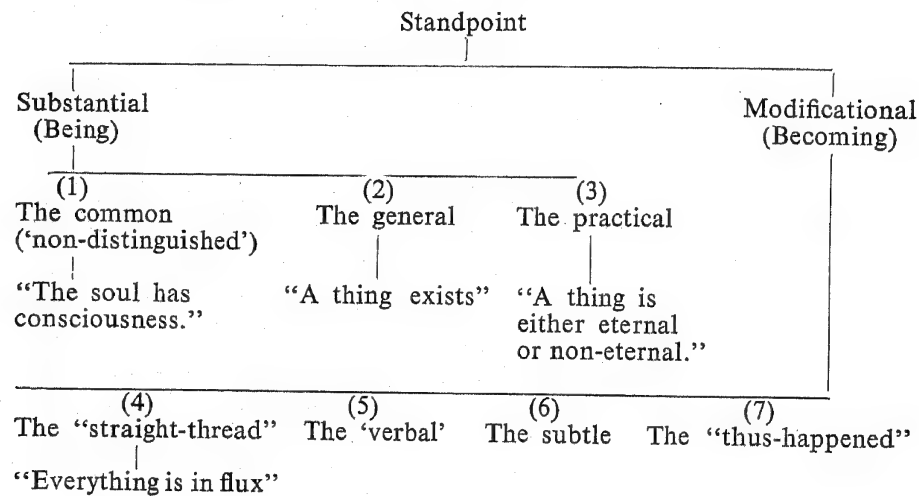 Standpoint
Substantial
(Being)
Modificational
(Becoming)
(1)
The common
(‘non-distinguished’)
“The soul has
consciousness.”
(2)
The general
“A thing exists”
(3)
The practical
“A thing is
either eternal
or non-eternal.”
(4)
The “straight-thread”
“Everything is in flux”
(5)
The ‘verbal’
(6)
The subtle
(7)
The “thus-happened”